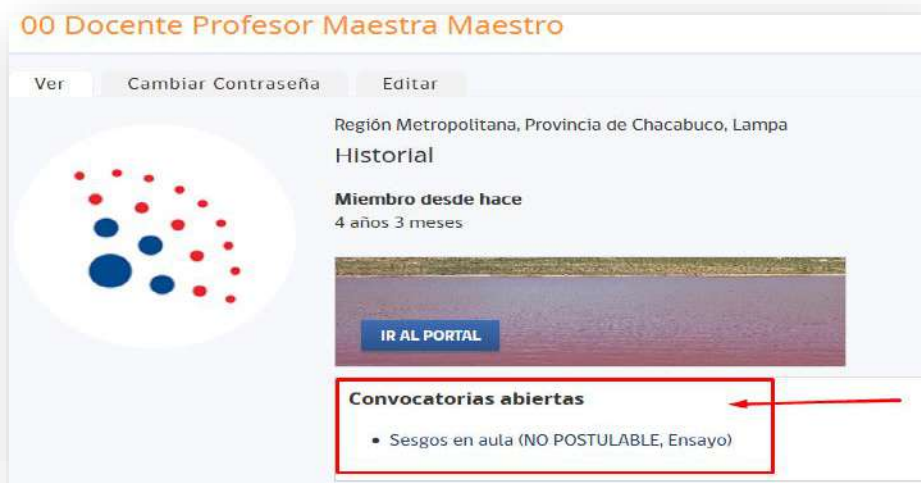 00 Docente Profesor Maestra Maestro
Ver Cambiar Contraseña Editar
Región Metropolitana, Provincia de Chacabuco, Lampa
Historial
Miembro desde hace
4 años 3 meses
IR AL PORTAL
Convocatorias abiertas
• Sesgos en aula (NO POSTULABLE, Ensayo)